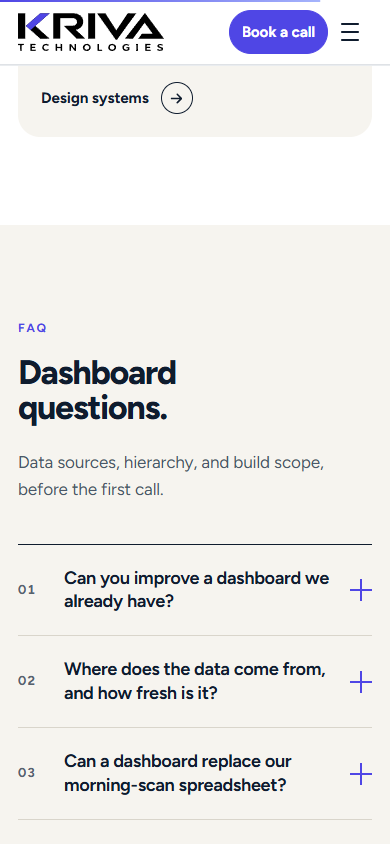 KRIVA
TECHNOLOGIES
Book a call
Design systems
FAQ
Dashboard
questions.
Data sources, hierarchy, and build scope,
before the first call.
01
Can you improve a dashboard we
already have?
02
Where does the data come from,
and how fresh is it?
03
Can a dashboard replace our
morning-scan spreadsheet?